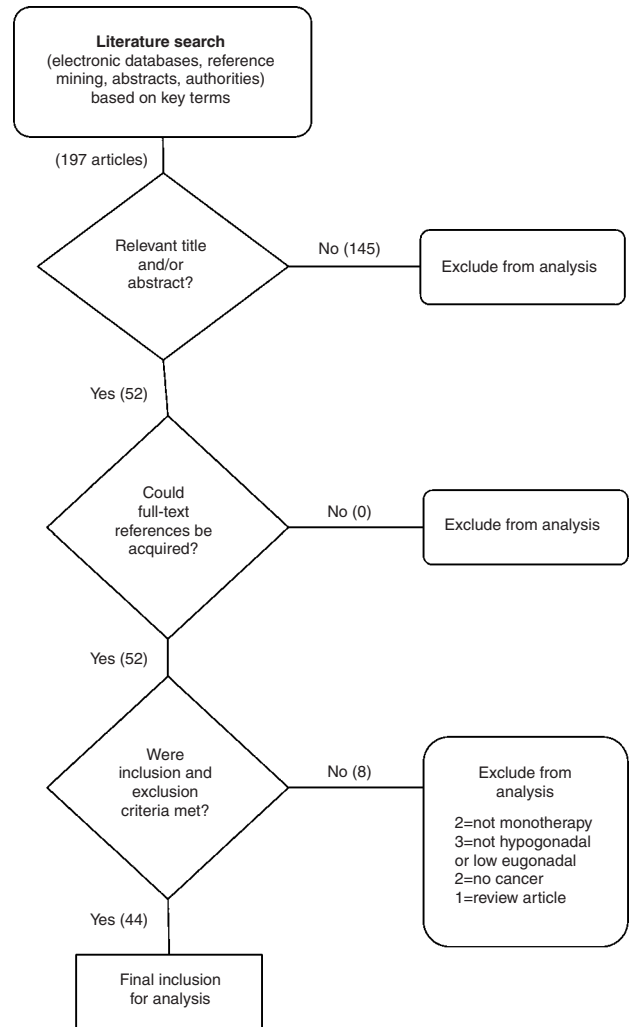 Literature search
(electronic databases, reference
mining, abstracts, authorities)
based on key terms
(197 articles)
Relevant title
and/or
abstract?
No (145)
Exclude from analysis
Yes (52)
Could
full-text
references be
acquired?
No (0)
Exclude from analysis
Yes (52)
Were
inclusion and
exclusion
criteria met?
No (8)
Exclude from
analysis
2=not monotherapy
3=not hypogonadal
or low eugonadal
2=no cancer
1=review article
Yes (44)
Final inclusion
for analysis